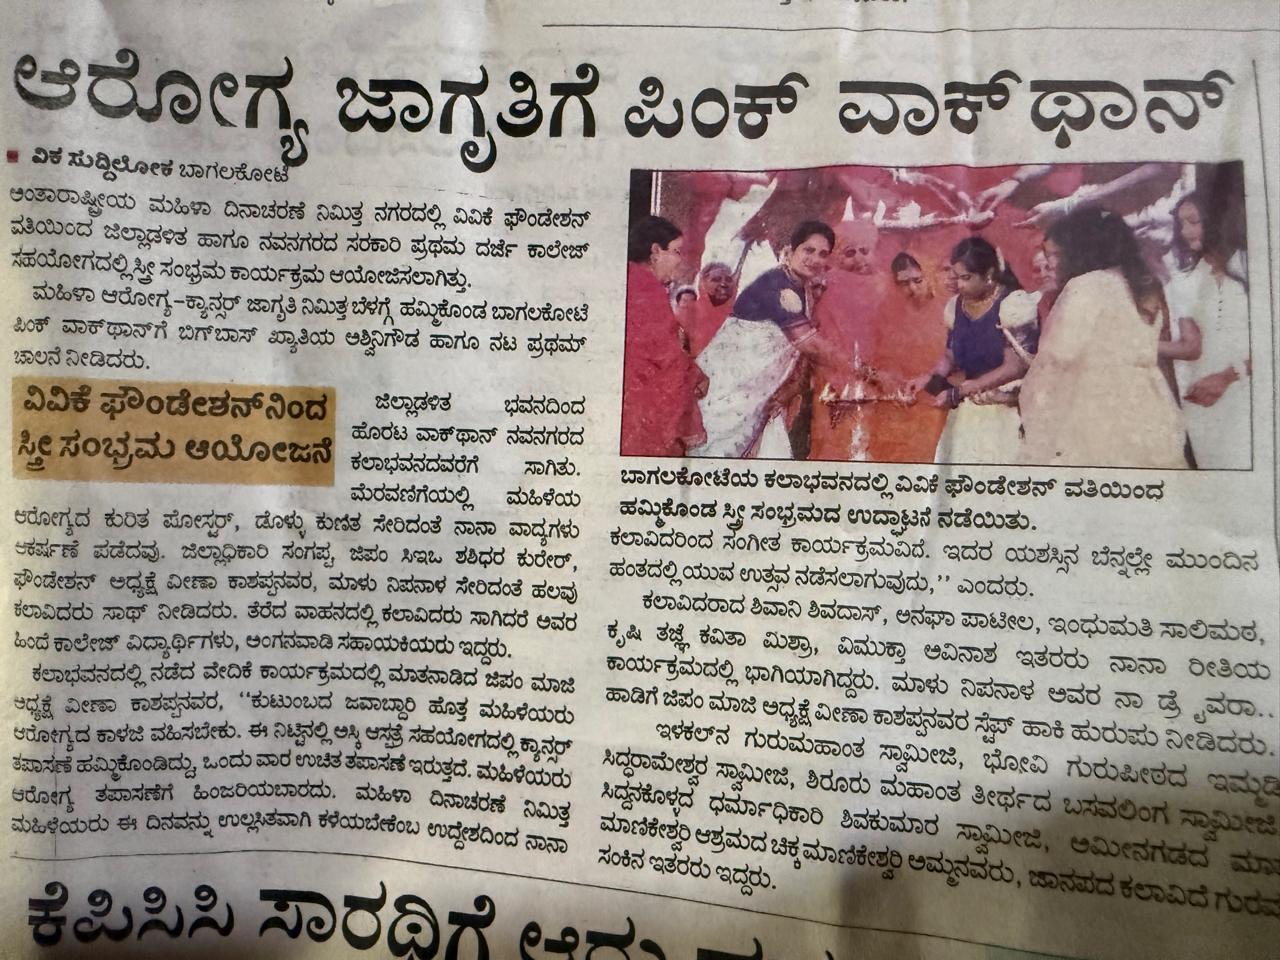 ಆರೋಗ್ಯ ಜಾಗೃತಿಗೆ ಪಿಂಕ್ ವಾಕ್‌ಥಾನ್
■ ವಿಕ ಸುದ್ದಿಲೋಕ ಬಾಗಲಕೋಟೆ
ಅಂತಾರಾಷ್ಟ್ರೀಯ ಮಹಿಳಾ ದಿನಾಚರಣೆ ನಿಮಿತ್ತ ನಗರದಲ್ಲಿ ವಿವಿಕೆ ಫೌಂಡೇಶನ್
ವತಿಯಿಂದ ಜಿಲ್ಲಾಡಳಿತ ಹಾಗೂ ನವನಗರದ ಸರಕಾರಿ ಪ್ರಥಮ ದರ್ಜೆ ಕಾಲೇಜ್
ಸಹಯೋಗದಲ್ಲಿ ಸ್ತ್ರೀ ಸಂಭ್ರಮ ಕಾರ್ಯಕ್ರಮ ಆಯೋಜಿಸಲಾಗಿತ್ತು.
ಮಹಿಳಾ ಆರೋಗ್ಯ-ಕ್ಯಾನ್ಸರ್ ಜಾಗೃತಿ ನಿಮಿತ್ತ ಬೆಳಗ್ಗೆ ಹಮ್ಮಿಕೊಂಡ ಬಾಗಲಕೋಟೆ
ಪಿಂಕ್ ವಾಕ್‌ಥಾನ್‌ಗೆ ಬಿಗ್‌ಬಾಸ್ ಖ್ಯಾತಿಯ ಅಶ್ವಿನಿಗೌಡ ಹಾಗೂ ನಟ ಪ್ರಥಮ್
ಚಾಲನೆ ನೀಡಿದರು.
ವಿವಿಕೆ ಫೌಂಡೇಶನ್‌ನಿಂದ
ಸ್ತ್ರೀ ಸಂಭ್ರಮ ಆಯೋಜನೆ
ಜಿಲ್ಲಾಡಳಿತ ಭವನದಿಂದ
ಹೊರಟ ವಾಕ್‌ಥಾನ್ ನವನಗರದ
ಕಲಾಭವನದವರೆಗೆ ಸಾಗಿತು.
ಮೆರವಣಿಗೆಯಲ್ಲಿ ಮಹಿಳೆಯ
ಆರೋಗ್ಯದ ಕುರಿತ ಪೋಸ್ಟರ್, ಡೊಳ್ಳು ಕುಣಿತ ಸೇರಿದಂತೆ ನಾನಾ ವಾದ್ಯಗಳು
ಆಕರ್ಷಣೆ ಪಡೆದವು. ಜಿಲ್ಲಾಧಿಕಾರಿ ಸಂಗಪ್ಪ, ಜಿಪಂ ಸಿಇಒ ಶಶಿಧರ ಕುರೇರ್,
ಫೌಂಡೇಶನ್ ಅಧ್ಯಕ್ಷೆ ವೀಣಾ ಕಾಶಪ್ಪನವರ, ಮಾಳು ನಿಪನಾಳ ಸೇರಿದಂತೆ ಹಲವು
ಕಲಾವಿದರು ಸಾಥ್ ನೀಡಿದರು. ತೆರೆದ ವಾಹನದಲ್ಲಿ ಕಲಾವಿದರು ಸಾಗಿದರೆ ಅವರ
ಹಿಂದೆ ಕಾಲೇಜ್ ವಿದ್ಯಾರ್ಥಿಗಳು, ಅಂಗನವಾಡಿ ಸಹಾಯಕಿಯರು ಇದ್ದರು.
ಕಲಾಭವನದಲ್ಲಿ ನಡೆದ ವೇದಿಕೆ ಕಾರ್ಯಕ್ರಮದಲ್ಲಿ ಮಾತನಾಡಿದ ಜಿಪಂ ಮಾಜಿ
ಅಧ್ಯಕ್ಷೆ ವೀಣಾ ಕಾಶಪ್ಪನವರ, ‘‘ಕುಟುಂಬದ ಜವಾಬ್ದಾರಿ ಹೊತ್ತ ಮಹಿಳೆಯರು
ಆರೋಗ್ಯದ ಕಾಳಜಿ ವಹಿಸಬೇಕು. ಈ ನಿಟ್ಟಿನಲ್ಲಿ ಅಸ್ಕಿ ಆಸ್ಪತ್ರೆ ಸಹಯೋಗದಲ್ಲಿ ಕ್ಯಾನ್ಸರ್
ತಪಾಸಣೆ ಹಮ್ಮಿಕೊಂಡಿದ್ದು, ಒಂದು ವಾರ ಉಚಿತ ತಪಾಸಣೆ ಇರುತ್ತದೆ. ಮಹಿಳೆಯರು
ಆರೋಗ್ಯ ತಪಾಸಣೆಗೆ ಹಿಂಜರಿಯಬಾರದು. ಮಹಿಳಾ ದಿನಾಚರಣೆ ನಿಮಿತ್ತ
ಮಹಿಳೆಯರು ಈ ದಿನವನ್ನು ಉಲ್ಲಸಿತವಾಗಿ ಕಳೆಯಬೇಕೆಂಬ ಉದ್ದೇಶದಿಂದ ನಾನಾ
ಬಾಗಲಕೋಟೆಯ ಕಲಾಭವನದಲ್ಲಿ ವಿವಿಕೆ ಫೌಂಡೇಶನ್ ವತಿಯಿಂದ
ಹಮ್ಮಿಕೊಂಡ ಸ್ತ್ರೀ ಸಂಭ್ರಮದ ಉದ್ಘಾಟನೆ ನಡೆಯಿತು.
ಕಲಾವಿದರಿಂದ ಸಂಗೀತ ಕಾರ್ಯಕ್ರಮವಿದೆ. ಇದರ ಯಶಸ್ಸಿನ ಬೆನ್ನಲ್ಲೇ ಮುಂದಿನ
ಹಂತದಲ್ಲಿ ಯುವ ಉತ್ಸವ ನಡೆಸಲಾಗುವುದು,’’ ಎಂದರು.
ಕಲಾವಿದರಾದ ಶಿವಾನಿ ಶಿವದಾಸ್, ಅನಘಾ ಪಾಟೀಲ, ಇಂಧುಮತಿ ಸಾಲಿಮಠ,
ಕೃಷಿ ತಜ್ಞೆ ಕವಿತಾ ಮಿಶ್ರಾ, ವಿಮುಕ್ತಾ ಅವಿನಾಶ ಇತರರು ನಾನಾ ರೀತಿಯ
ಕಾರ್ಯಕ್ರಮದಲ್ಲಿ ಭಾಗಿಯಾಗಿದ್ದರು. ಮಾಳು ನಿಪನಾಳ ಅವರ ನಾ ಡ್ರೈವರಾ..
ಹಾಡಿಗೆ ಜಿಪಂ ಮಾಜಿ ಅಧ್ಯಕ್ಷೆ ವೀಣಾ ಕಾಶಪ್ಪನವರ ಸ್ಟೆಪ್ ಹಾಕಿ ಹುರುಪು ನೀಡಿದರು.
ಇಳಕಲ್‌ನ ಗುರುಮಹಾಂತ ಸ್ವಾಮೀಜಿ, ಭೋವಿ ಗುರುಪೀಠದ ಇಮ್ಮಡಿ
ಸಿದ್ಧರಾಮೇಶ್ವರ ಸ್ವಾಮೀಜಿ, ಶಿರೂರು ಮಹಾಂತ ತೀರ್ಥದ ಬಸವಲಿಂಗ ಸ್ವಾಮೀಜಿ,
ಸಿದ್ದನಕೊಳ್ಳದ ಧರ್ಮಾಧಿಕಾರಿ ಶಿವಕುಮಾರ ಸ್ವಾಮೀಜಿ, ಅಮೀನಗಡದ
ಮಾಣಿಕೇಶ್ವರಿ ಆಶ್ರಮದ ಚಿಕ್ಕಮಾಣಿಕೇಶ್ವರಿ ಅಮ್ಮನವರು, ಜಾನಪದ ಕಲಾವಿದೆ
ಸಂಕಿನ ಇತರರು ಇದ್ದರು.
ಕೆಪಿಸಿಸಿ ಸಾರಥಿಗೆ